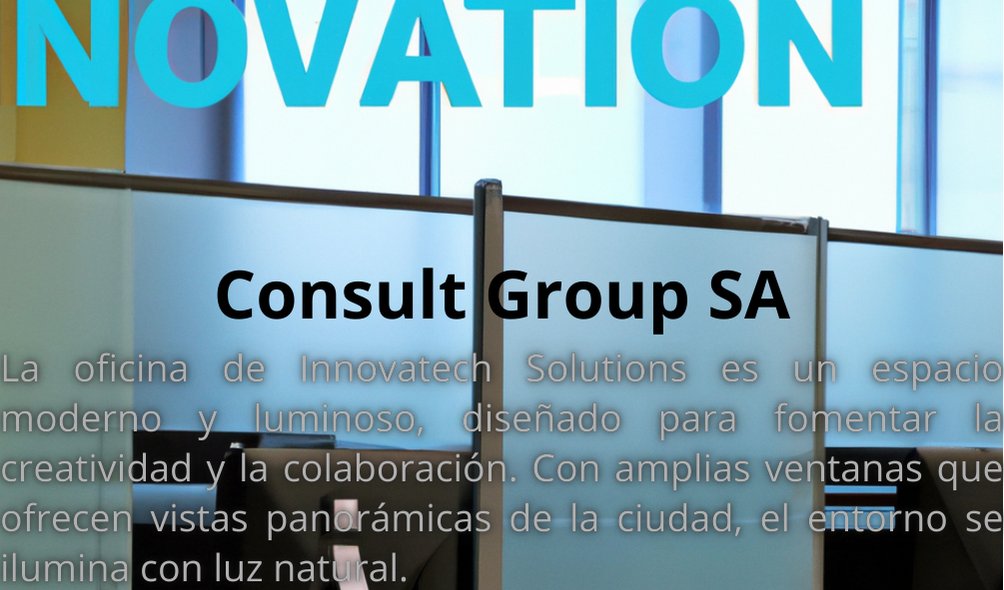 NOVATION
Consult Group SA
La oficina de Innovatech Solutions es un espacio
moderno y luminoso, diseñado para fomentar la
creatividad y la colaboración. Con amplias ventanas que
ofrecen vistas panorámicas de la ciudad, el entorno se
ilumina con luz natural.